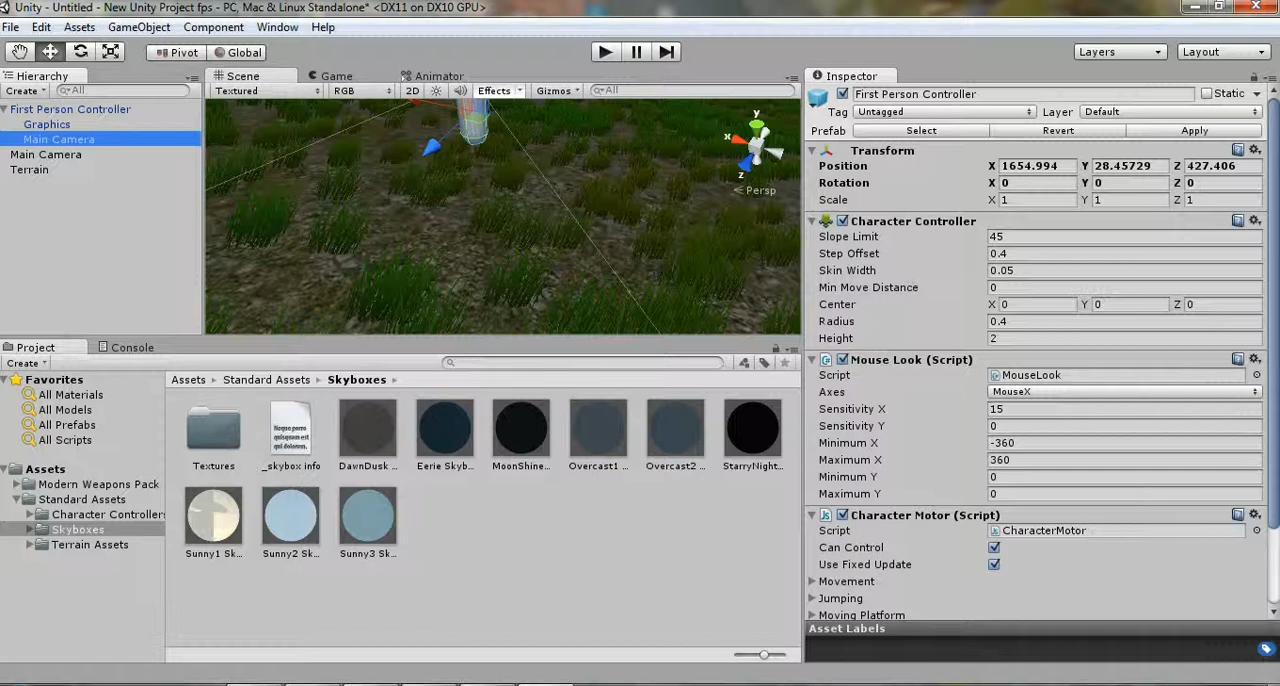 Unity - Untitled - New Unity Project fps - PC, Mac & Linux Standalone* <DX11 on DX10 GPU>
File Edit Assets GameObject Component Window Help
Pivot Global Layers Layout
Hierarchy Scene Game Animator Inspector
Create All Textured RGB 2D Effects Gizmos All
First Person Controller
Graphics
Main Camera
Main Camera
Terrain
y
x
z
Persp
First Person Controller Static
Tag Untagged Layer Default
Prefab Select Revert Apply
Transform
Position X 1654.994 Y 28.45729 Z 427.406
Rotation X 0 Y 0 Z 0
Scale X 1 Y 1 Z 1
Character Controller
Slope Limit 45
Step Offset 0.4
Skin Width 0.05
Min Move Distance 0
Center X 0 Y 0 Z 0
Radius 0.4
Height 2
Mouse Look (Script)
Script MouseLook
Axes MouseX
Sensitivity X 15
Sensitivity Y 0
Minimum X -360
Maximum X 360
Minimum Y 0
Maximum Y 0
Character Motor (Script)
Script CharacterMotor
Can Control
Use Fixed Update
Movement
Jumping
Moving Platform
Asset Labels
Project Console
Create
Favorites
All Materials
All Models
All Prefabs
All Scripts
Assets
Modern Weapons Pack
Standard Assets
Character Controllers
Skyboxes
Terrain Assets
Assets Standard Assets Skyboxes
Neque porro
quisquam est
qui dolorem.
Textures _skybox info DawnDusk ... Eerie Skyb... MoonShine... Overcast1 ... Overcast2 ... StarryNight...
Sunny1 Sk... Sunny2 Sk... Sunny3 Sk...